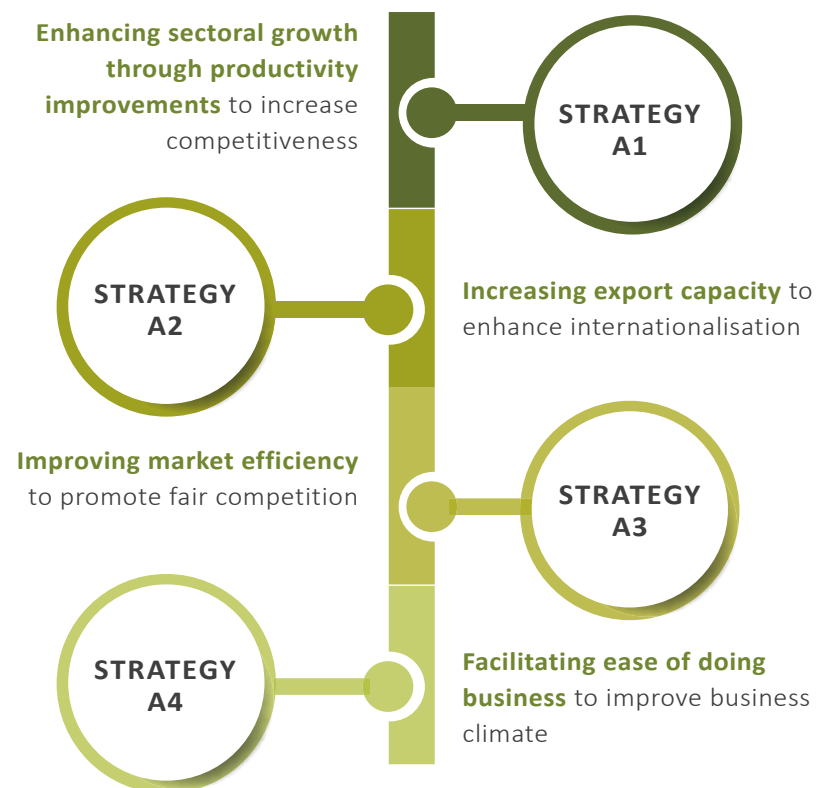 Enhancing sectoral growth
through productivity
improvements to increase
competitiveness
STRATEGY
A1
STRATEGY
A2
Increasing export capacity to
enhance internationalisation
Improving market efficiency
to promote fair competition
STRATEGY
A3
STRATEGY
A4
Facilitating ease of doing
business to improve business
climate